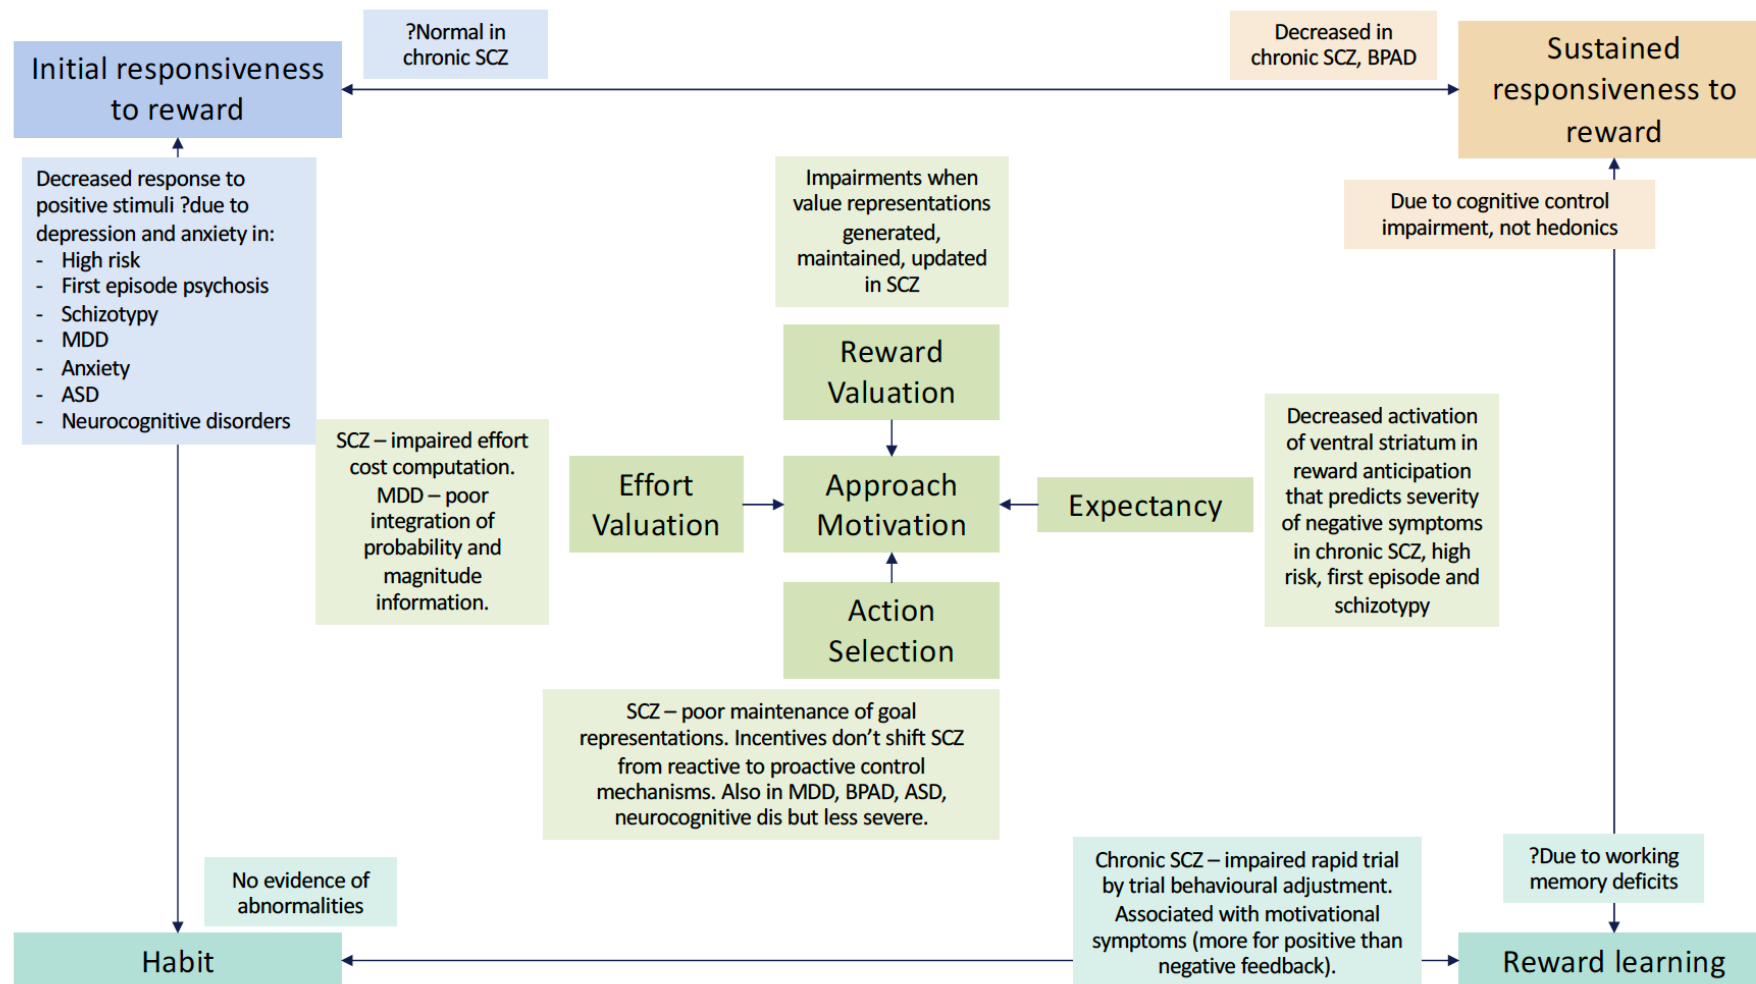 ?Normal in
chronic SCZ
Decreased in
chronic SCZ, BPAD
Initial responsiveness
to reward
Sustained
responsiveness to
reward
Decreased response to
positive stimuli ?due to
depression and anxiety in:
- High risk
- First episode psychosis
- Schizotypy
- MDD
- Anxiety
- ASD
- Neurocognitive disorders
Impairments when
value representations
generated,
maintained, updated
in SCZ
Due to cognitive control
impairment, not hedonics
Reward
Valuation
SCZ – impaired effort
cost computation.
MDD – poor
integration of
probability and
magnitude
information.
Effort
Valuation
Approach
Motivation
Expectancy
Decreased activation
of ventral striatum in
reward anticipation
that predicts severity
of negative symptoms
in chronic SCZ, high
risk, first episode and
schizotypy
Action
Selection
SCZ – poor maintenance of goal
representations. Incentives don’t shift SCZ
from reactive to proactive control
mechanisms. Also in MDD, BPAD, ASD,
neurocognitive dis but less severe.
No evidence of
abnormalities
Chronic SCZ – impaired rapid trial
by trial behavioural adjustment.
Associated with motivational
symptoms (more for positive than
negative feedback).
?Due to working
memory deficits
Habit
Reward learning